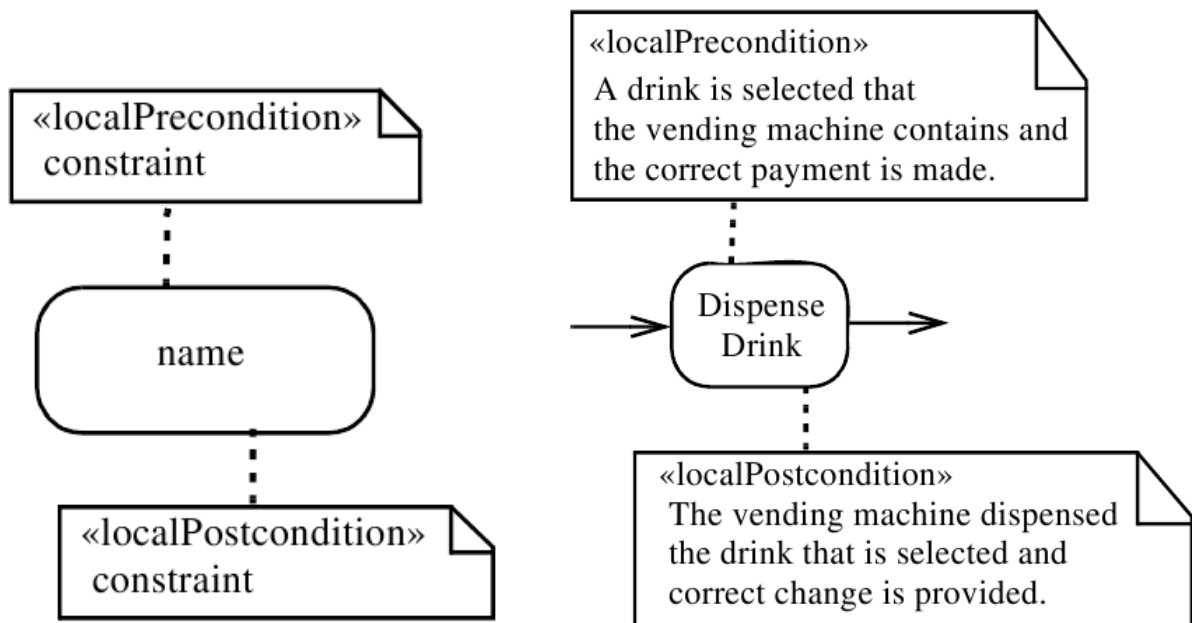 «localPrecondition»
constraint
name
«localPostcondition»
constraint
«localPrecondition»
A drink is selected that
the vending machine contains and
the correct payment is made.
Dispense
Drink
«localPostcondition»
The vending machine dispensed
the drink that is selected and
correct change is provided.